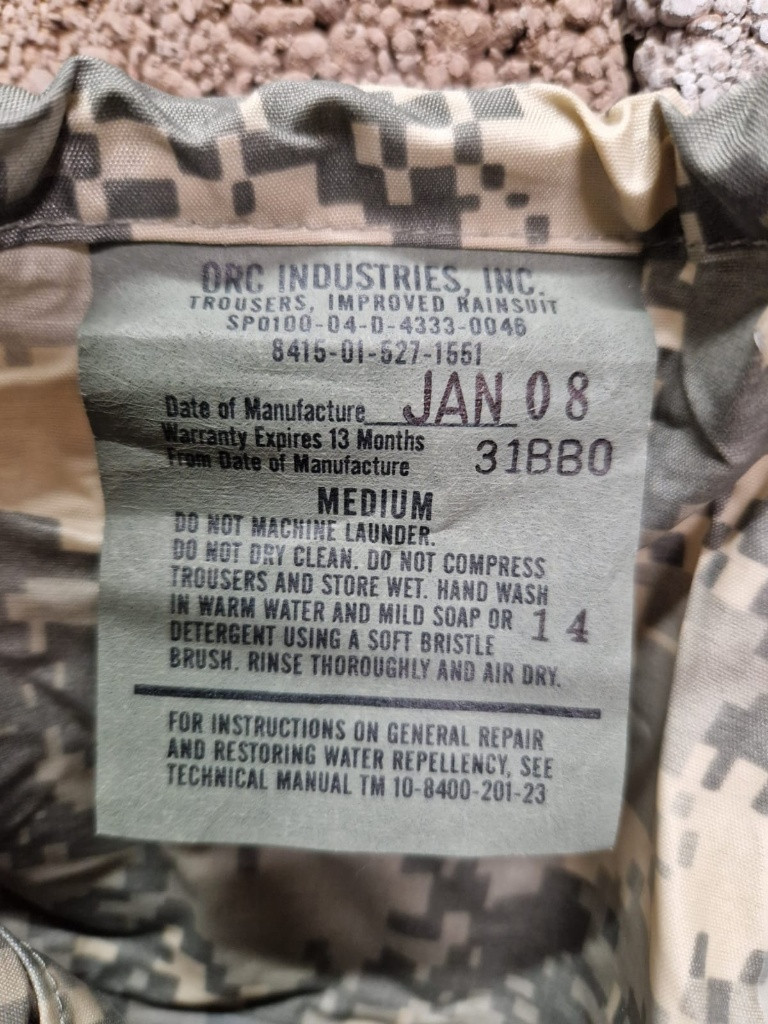 ORC INDUSTRIES, INC.
TROUSERS, IMPROVED RAINSUIT
SP0100-04-D-4333-0046
8415-01-527-1551
Date of Manufacture JAN 08
Warranty Expires 13 Months
From Date of Manufacture 31BB0
MEDIUM
DO NOT MACHINE LAUNDER.
DO NOT DRY CLEAN. DO NOT COMPRESS
TROUSERS AND STORE WET. HAND WASH
IN WARM WATER AND MILD SOAP OR 14
DETERGENT USING A SOFT BRISTLE
BRUSH. RINSE THOROUGHLY AND AIR DRY.
FOR INSTRUCTIONS ON GENERAL REPAIR
AND RESTORING WATER REPELLENCY, SEE
TECHNICAL MANUAL TM 10-8400-201-23